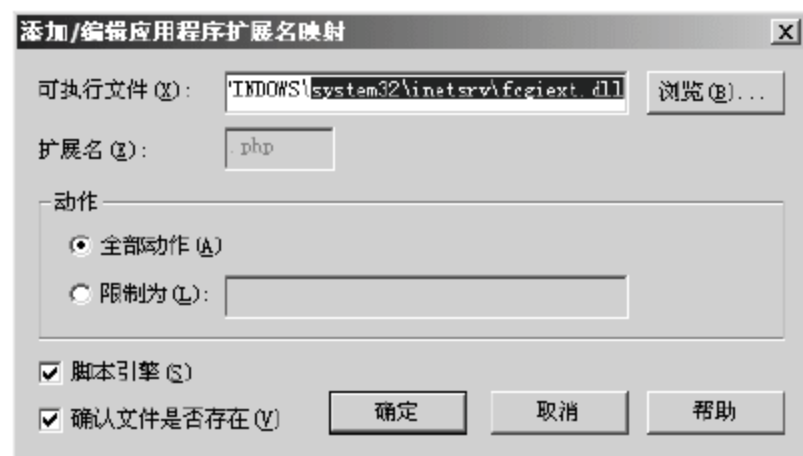 添加/编辑应用程序扩展名映射
可执行文件(X): 'INDOWS\system32\inetsrv\fcgiext.dll 浏览(B)...
扩展名(E): .php
动作
全部动作(A)
限制为(L):
脚本引擎(S)
确认文件是否存在(V) 确定 取消 帮助